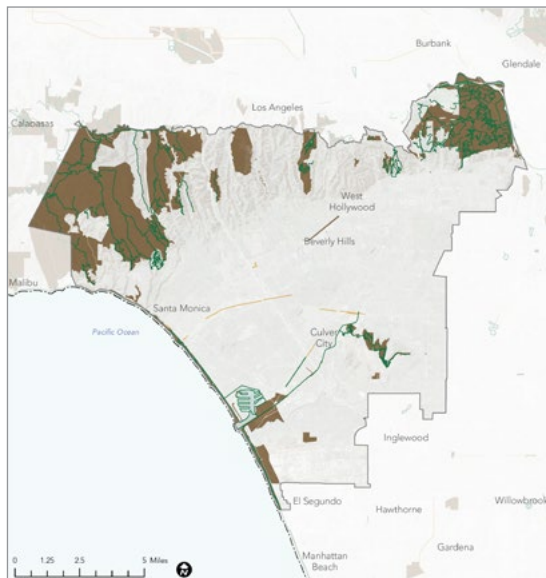 Burbank
Glendale
Los Angeles
Calabasas
West
Hollywood
Beverly Hills
Malibu
Santa Monica
Pacific Ocean
Culver
City
Inglewood
El Segundo
Hawthorne
Willowbrook
Gardena
Manhattan
Beach
0 1.25 2.5 5 Miles
N